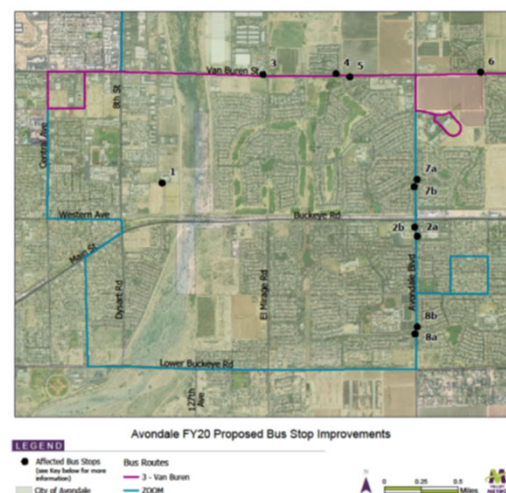 Van Buren St
3
4
5
6
8th St
Central Ave
1
7a
7b
Western Ave
Buckeye Rd
2b
2a
Main St
Dysart Rd
El Mirage Rd
Avondale Blvd
8b
8a
Lower Buckeye Rd
127th
Ave
Avondale FY20 Proposed Bus Stop Improvements
LEGEND
Affected Bus Stops
(see Key below for more
information)
City of Avondale
Bus Routes
3 - Van Buren
ZOOM
N
0
0.25
0.5
Miles
VALLEY
METRO